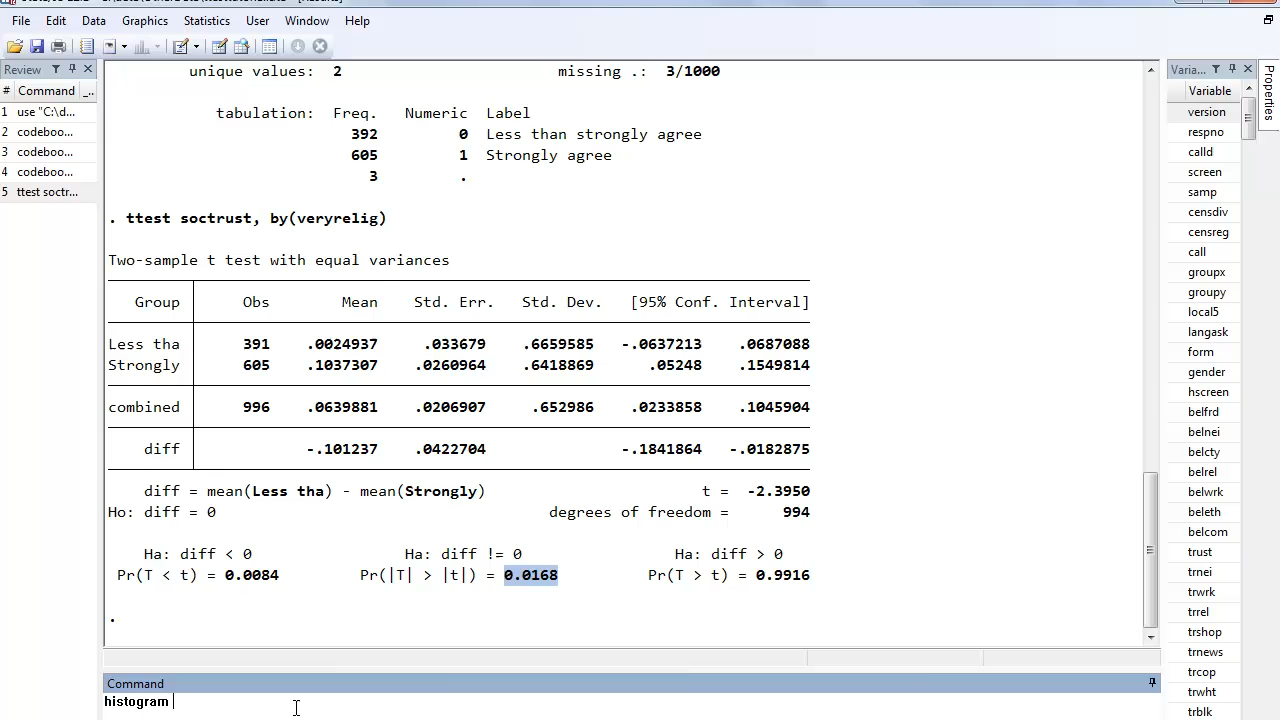 File Edit Data Graphics Statistics User Window Help
Review
# Command
1 use "C:\d...
2 codeboo...
3 codeboo...
4 codeboo...
5 ttest soctr...
unique values: 2 missing .: 3/1000
tabulation: Freq. Numeric Label
392 0 Less than strongly agree
605 1 Strongly agree
3 .
. ttest soctrust, by(veryrelig)
Two-sample t test with equal variances
Group Obs Mean Std. Err. Std. Dev. [95% Conf. Interval]
Less tha 391 .0024937 .033679 .6659585 -.0637213 .0687088
Strongly 605 .1037307 .0260964 .6418869 .05248 .1549814
combined 996 .0639881 .0206907 .652986 .0233858 .1045904
diff -.101237 .0422704 -.1841864 -.0182875
diff = mean(Less tha) - mean(Strongly) t = -2.3950
Ho: diff = 0 degrees of freedom = 994
Ha: diff < 0 Ha: diff != 0 Ha: diff > 0
Pr(T < t) = 0.0084 Pr(|T| > |t|) = 0.0168 Pr(T > t) = 0.9916
.
Command
histogram
Varia...
Variable
version
respno
calld
screen
samp
censdiv
censreg
call
groupx
groupy
local5
langask
form
gender
hscreen
belfrd
belnei
belcty
belrel
belwrk
beleth
belcom
trust
trnei
trwrk
trrel
trshop
trnews
trcop
trwht
trblk
Properties